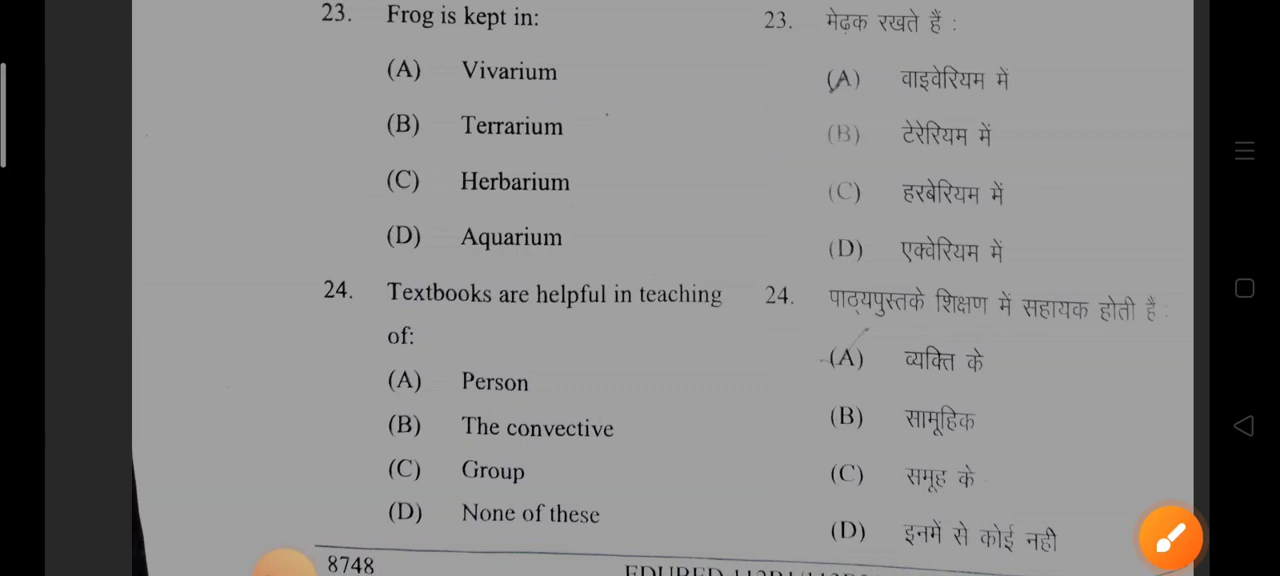 23. Frog is kept in:
(A) Vivarium
(B) Terrarium
(C) Herbarium
(D) Aquarium
24. Textbooks are helpful in teaching
of:
(A) Person
(B) The convective
(C) Group
(D) None of these
8748
23. मेढ़क रखते हैं :
(A) वाइवेरियम में
(B) टेरेरियम में
(C) हरबेरियम में
(D) एक्वेरियम में
24. पाठ्यपुस्तके शिक्षण में सहायक होती हैं :
(A) व्यक्ति के
(B) सामूहिक
(C) समूह के
(D) इनमें से कोई नही